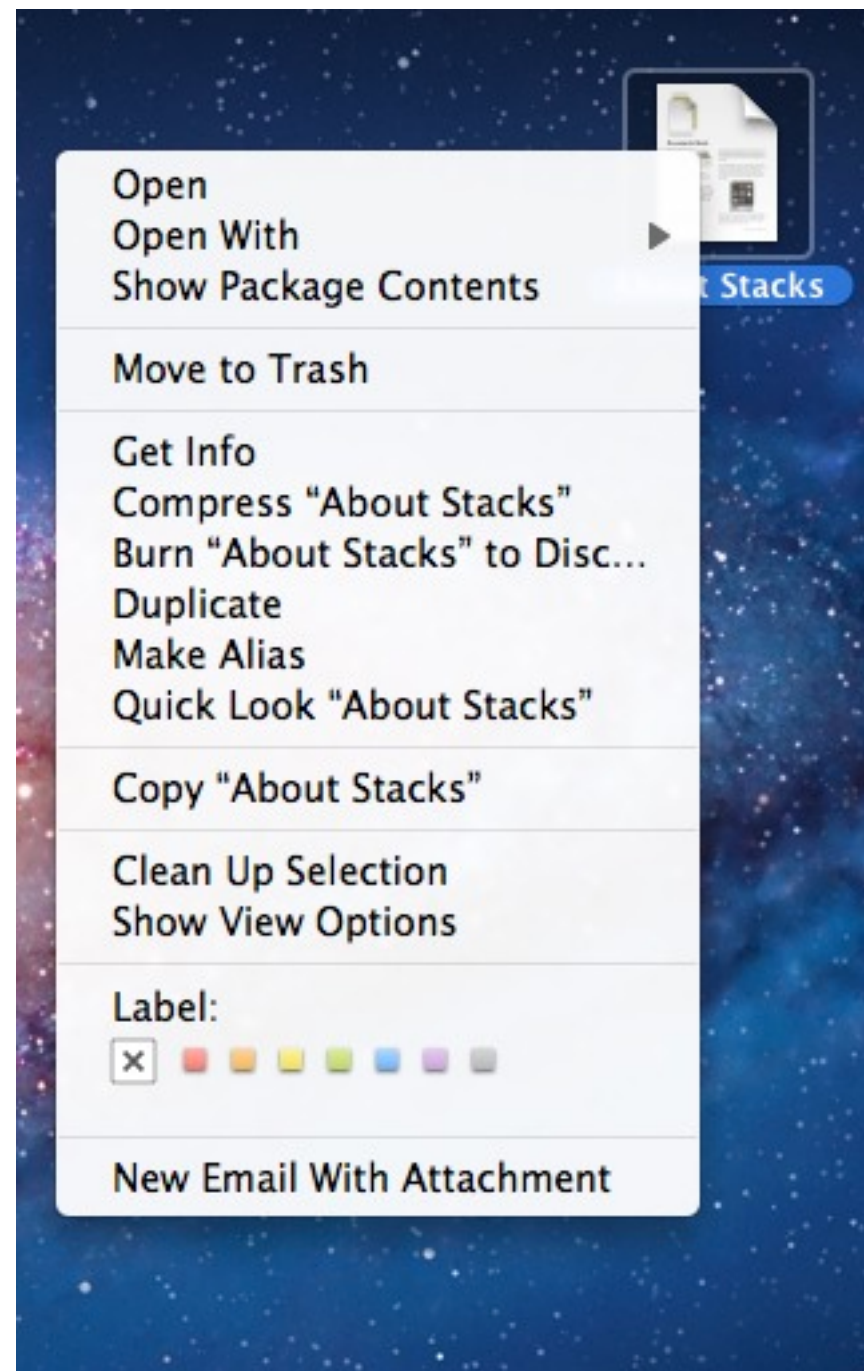 Open
Open With
Show Package Contents
Move to Trash
Get Info
Compress “About Stacks”
Burn “About Stacks” to Disc...
Duplicate
Make Alias
Quick Look “About Stacks”
Copy “About Stacks”
Clean Up Selection
Show View Options
Label:
New Email With Attachment
Stacks